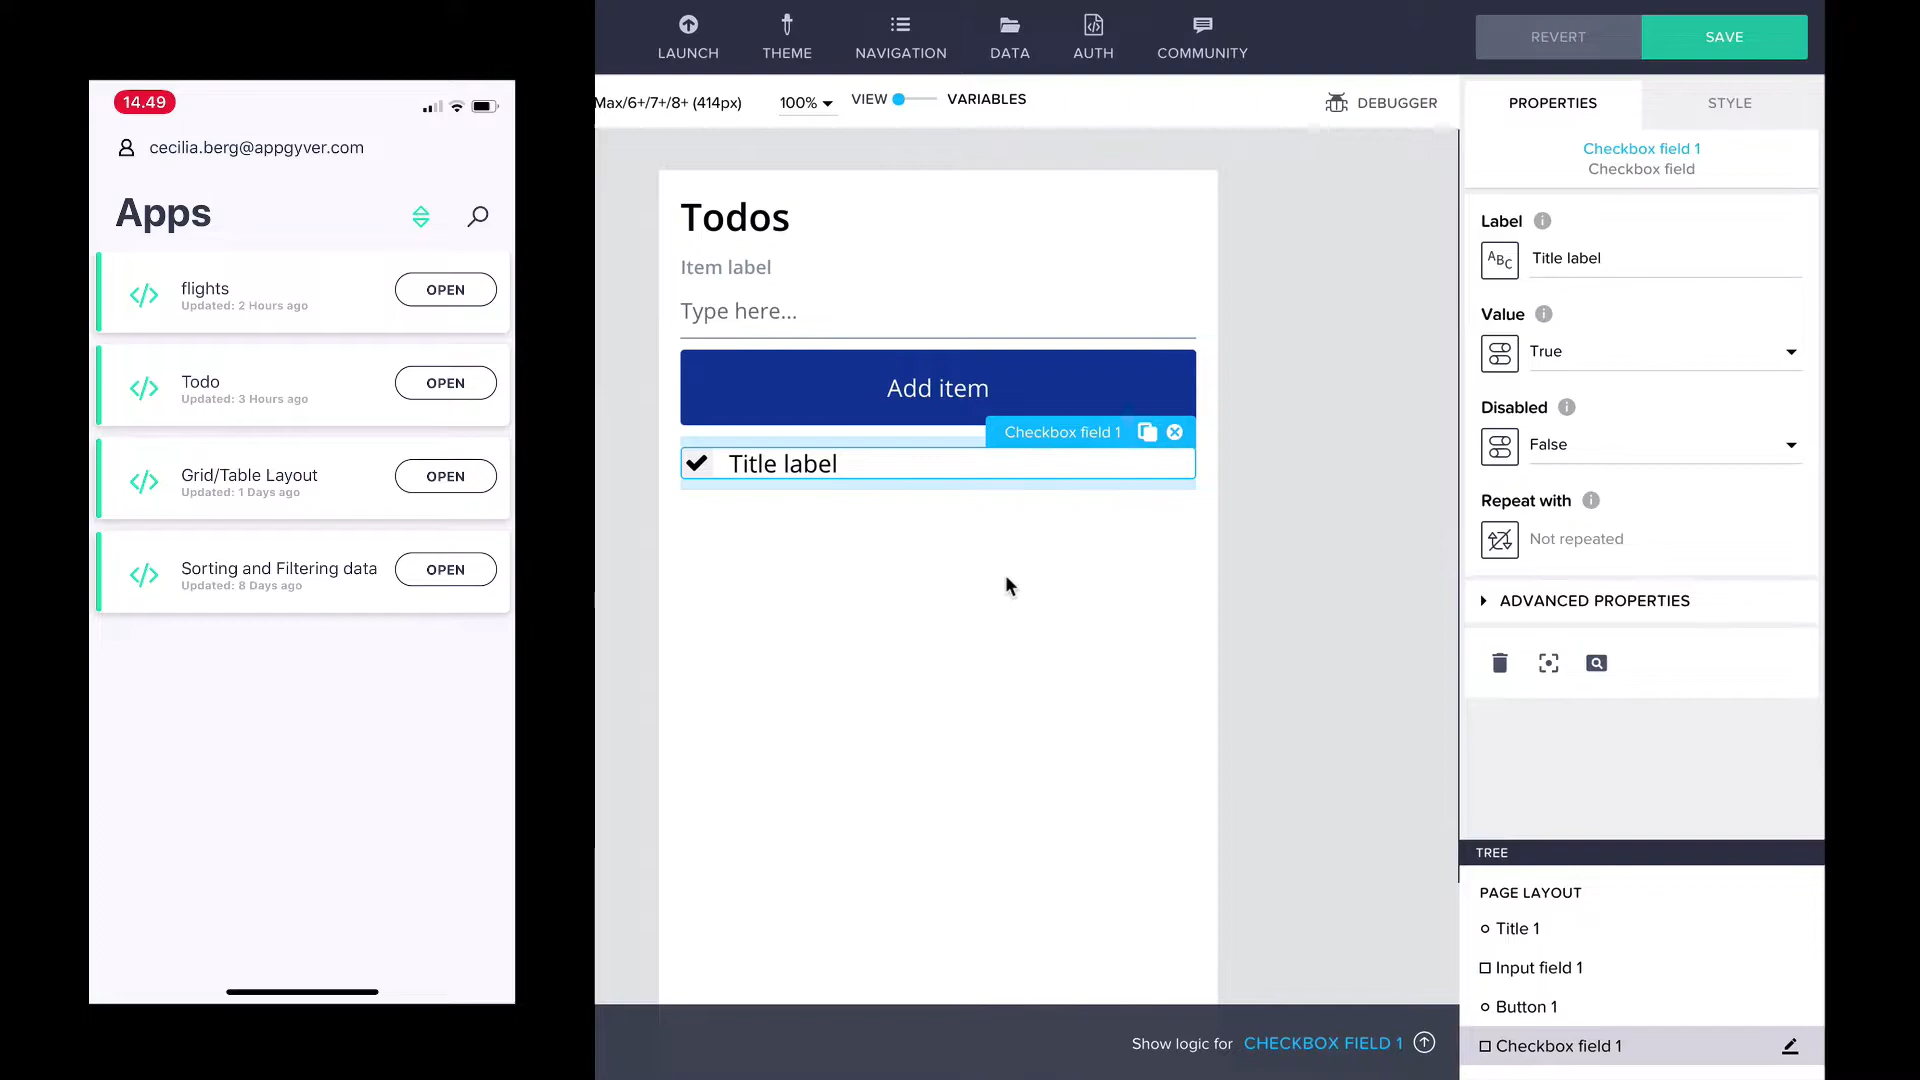 14.49
cecilia.berg@appgyver.com
Apps
flights
Updated: 2 Hours ago
OPEN
Todo
Updated: 3 Hours ago
OPEN
Grid/Table Layout
Updated: 1 Days ago
OPEN
Sorting and Filtering data
Updated: 8 Days ago
OPEN
LAUNCH
THEME
NAVIGATION
DATA
AUTH
COMMUNITY
REVERT
SAVE
Max/6+/7+/8+ (414px)
100%
VIEW
VARIABLES
DEBUGGER
Todos
Item label
Type here...
Add item
Checkbox field 1
Title label
Show logic for CHECKBOX FIELD 1
PROPERTIES
STYLE
Checkbox field 1
Checkbox field
Label
ABC
Title label
Value
True
Disabled
False
Repeat with
Not repeated
ADVANCED PROPERTIES
TREE
PAGE LAYOUT
Title 1
Input field 1
Button 1
Checkbox field 1